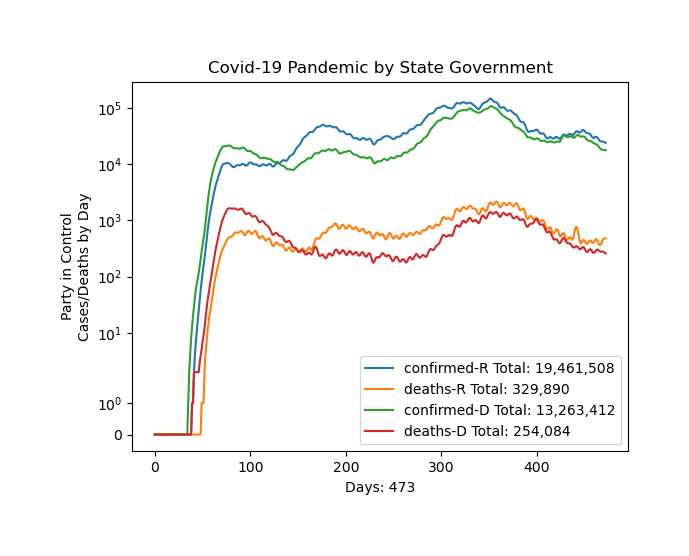 Covid-19 Pandemic by State Government
Party in Control
Cases/Deaths by Day
10^5
10^4
10^3
10^2
10^1
10^0
0
confirmed-R Total: 19,461,508
deaths-R Total: 329,890
confirmed-D Total: 13,263,412
deaths-D Total: 254,084
0 100 200 300 400
Days: 473